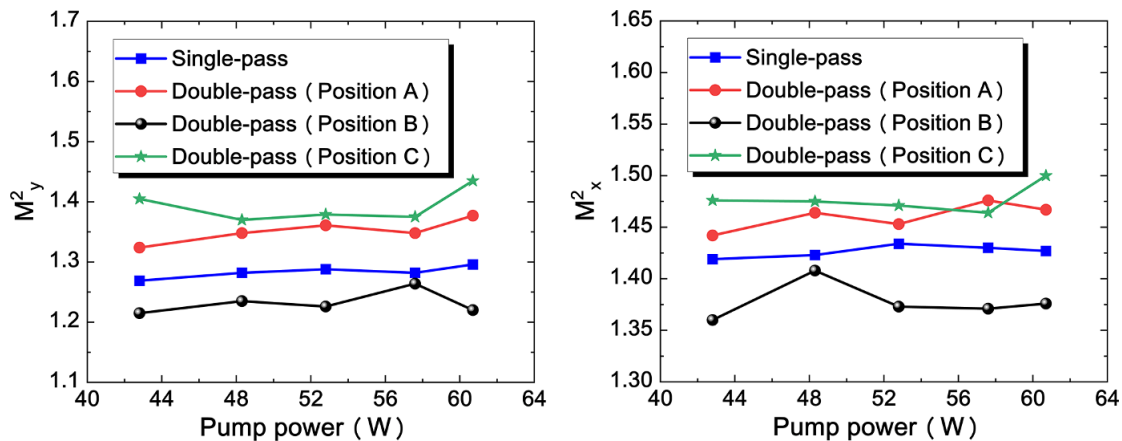 1.7
1.6
1.5
1.4
1.3
1.2
1.1
M²y
Single-pass
Double-pass (Position A)
Double-pass (Position B)
Double-pass (Position C)
40 44 48 52 56 60 64
Pump power (W)
1.65
1.60
1.55
1.50
1.45
1.40
1.35
1.30
M²x
Single-pass
Double-pass (Position A)
Double-pass (Position B)
Double-pass (Position C)
40 44 48 52 56 60 64
Pump power (W)